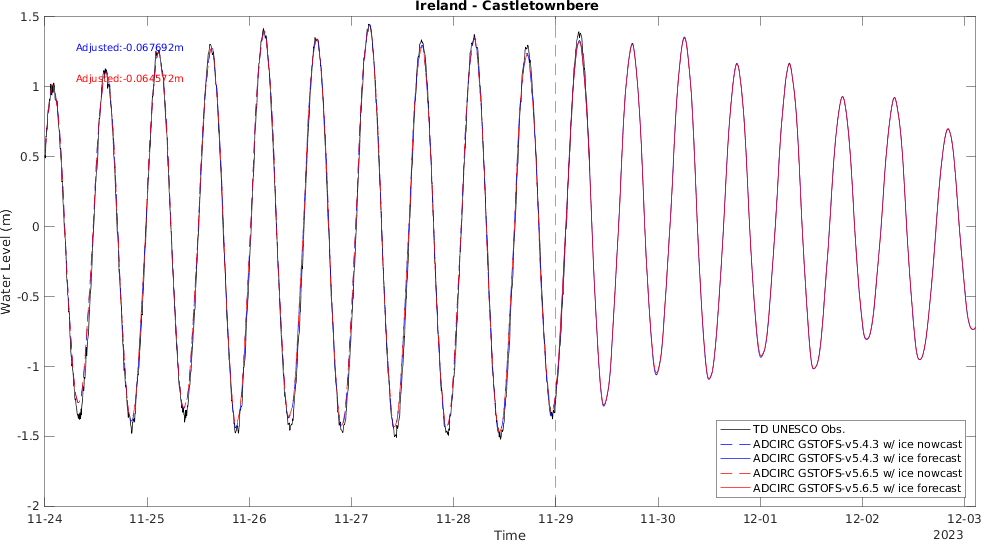 Ireland - Castletownbere
1.5
1
0.5
0
-0.5
-1
-1.5
-2
Water Level (m)
Adjusted:-0.067692m
Adjusted:-0.064572m
TD UNESCO Obs.
ADCIRC GSTOFS-v5.4.3 w/ ice nowcast
ADCIRC GSTOFS-v5.4.3 w/ ice forecast
ADCIRC GSTOFS-v5.6.5 w/ ice nowcast
ADCIRC GSTOFS-v5.6.5 w/ ice forecast
11-24 11-25 11-26 11-27 11-28 11-29 11-30 12-01 12-02 12-03
Time
2023